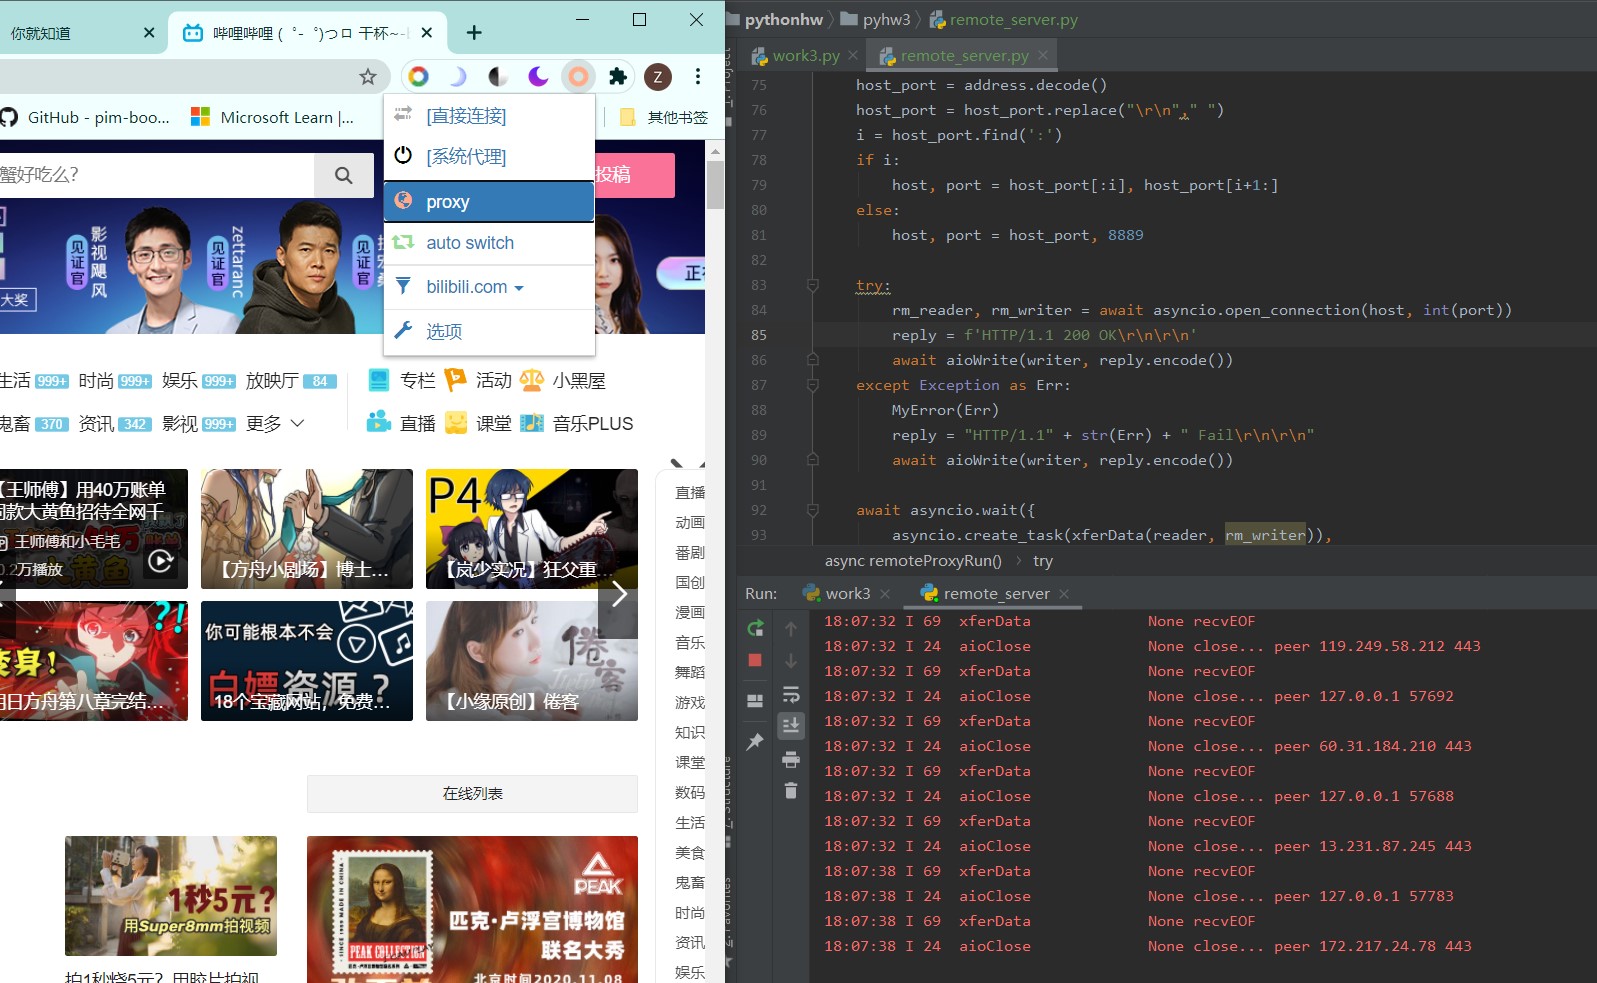 你就知道
哔哩哔哩 (゜-゜)つロ 干杯~-
Z
GitHub - pim-boo...
Microsoft Learn |...
其他书签
[直接连接]
[系统代理]
proxy
auto switch
bilibili.com
选项
蟹好吃么?
投稿
见证官
影视飓风
见证官
zettaranc
见证官
大奖
生活 999+ 时尚 999+ 娱乐 999+ 放映厅 84
专栏 活动 小黑屋
鬼畜 370 资讯 342 影视 999+ 更多
直播 课堂 音乐PLUS
【王师傅】用40万账单
同款大黄鱼招待全网千
王师傅和小毛毛
0.2万播放
【方舟小剧场】博士...
P4
【岚少实况】狂父重...
变身!
?!
明日方舟第八章完结...
你可能根本不会
白嫖资源?
18个宝藏网站，免费...
倦客
【小缘原创】倦客
直播
动画
番剧
国创
漫画
音乐
舞蹈
游戏
知识
课堂
数码
生活
美食
鬼畜
时尚
资讯
娱乐
在线列表
1秒5元?
用Super8mm拍视频
拍1秒烧5元？用胶片拍视
PEAK
PEAK COLLECTION
匹克·卢浮宫博物馆
联名大秀
北京时间2020.11.08
pythonhw
pyhw3
remote_server.py
work3.py
remote_server.py
75 host_port = address.decode()
76 host_port = host_port.replace("\r\n"," ")
77 i = host_port.find(':')
78 if i:
79 host, port = host_port[:i], host_port[i+1:]
80 else:
81 host, port = host_port, 8889
82
83 try:
84 rm_reader, rm_writer = await asyncio.open_connection(host, int(port))
85 reply = f'HTTP/1.1 200 OK\r\n\r\n'
86 await aioWrite(writer, reply.encode())
87 except Exception as Err:
88 MyError(Err)
89 reply = "HTTP/1.1" + str(Err) + " Fail\r\n\r\n"
90 await aioWrite(writer, reply.encode())
91
92 await asyncio.wait({
93 asyncio.create_task(xferData(reader, rm_writer)),
async remoteProxyRun() › try
Run: work3 remote_server
18:07:32 I 69 xferData None recvEOF
18:07:32 I 24 aioClose None close... peer 119.249.58.212 443
18:07:32 I 69 xferData None recvEOF
18:07:32 I 24 aioClose None close... peer 127.0.0.1 57692
18:07:32 I 69 xferData None recvEOF
18:07:32 I 24 aioClose None close... peer 60.31.184.210 443
18:07:32 I 69 xferData None recvEOF
18:07:32 I 24 aioClose None close... peer 127.0.0.1 57688
18:07:32 I 69 xferData None recvEOF
18:07:32 I 24 aioClose None close... peer 13.231.87.245 443
18:07:38 I 69 xferData None recvEOF
18:07:38 I 24 aioClose None close... peer 127.0.0.1 57783
18:07:38 I 69 xferData None recvEOF
18:07:38 I 24 aioClose None close... peer 172.217.24.78 443